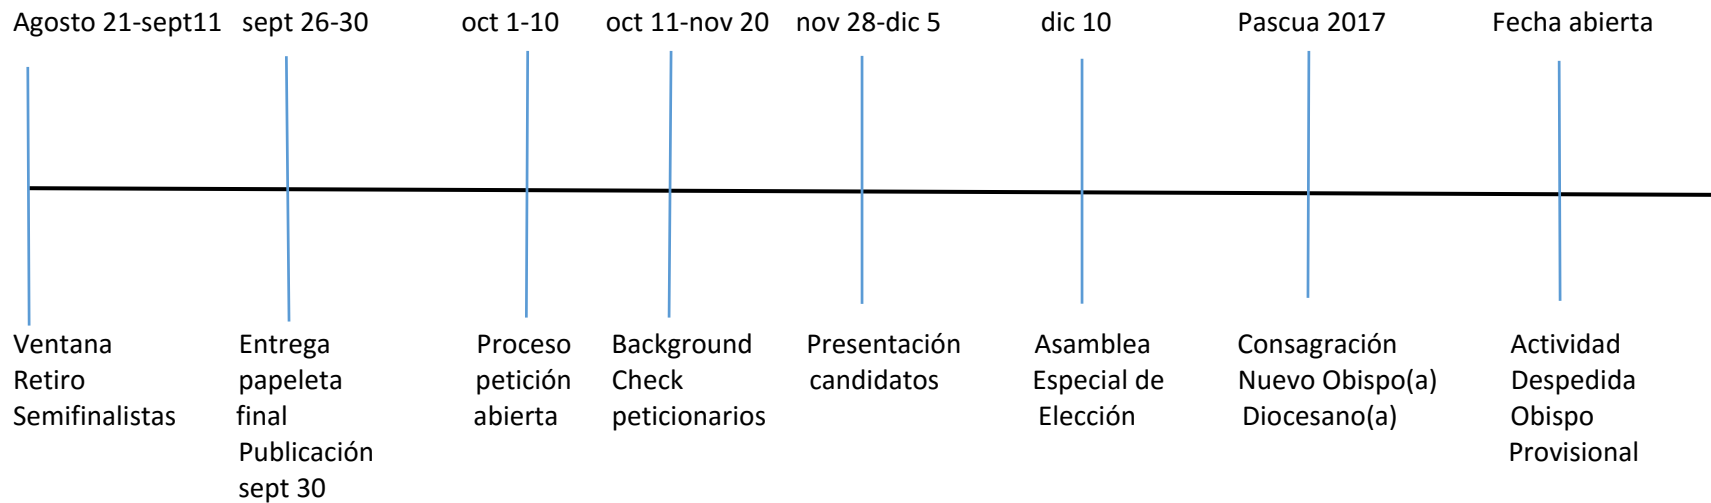 Agosto 21-sept11 sept 26-30 oct 1-10 oct 11-nov 20 nov 28-dic 5 dic 10 Pascua 2017 Fecha abierta
Ventana Entrega Proceso Background Presentación Asamblea Consagración Actividad
Retiro papeleta petición Check candidatos Especial de Nuevo Obispo(a) Despedida
Semifinalistas final abierta peticionarios Elección Diocesano(a) Obispo
Publicación Provisional
sept 30